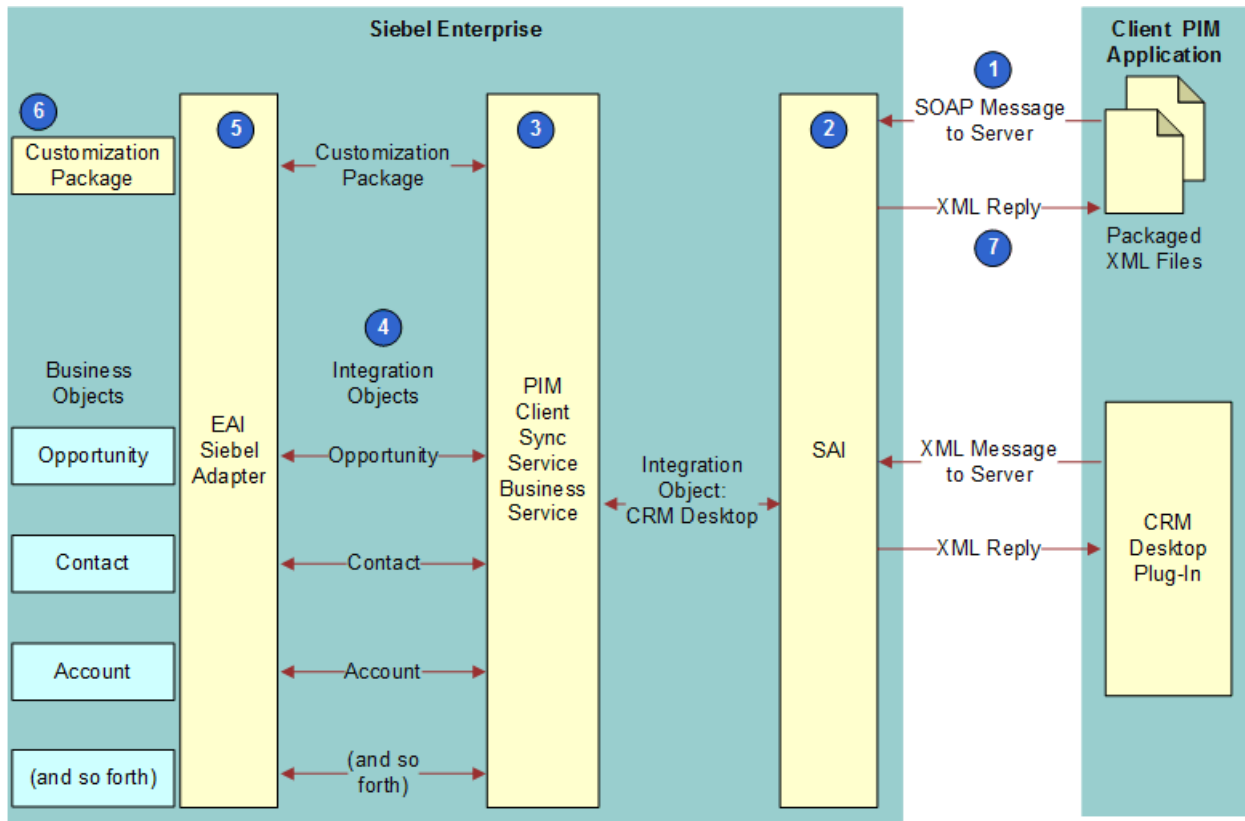 Siebel Enterprise
Client PIM
Application
1
SOAP Message
to Server
6
5
3
2
Customization
Package
Customization
Package
XML Reply
7
Packaged
XML Files
4
Business
Objects
Integration
Objects
EAI
Siebel
Adapter
PIM
Client
Sync
Service
Business
Service
SAI
Opportunity
Opportunity
Integration
Object:
CRM Desktop
XML Message
to Server
XML Reply
CRM
Desktop
Plug-In
Contact
Contact
Account
Account
(and so forth)
(and so
forth)